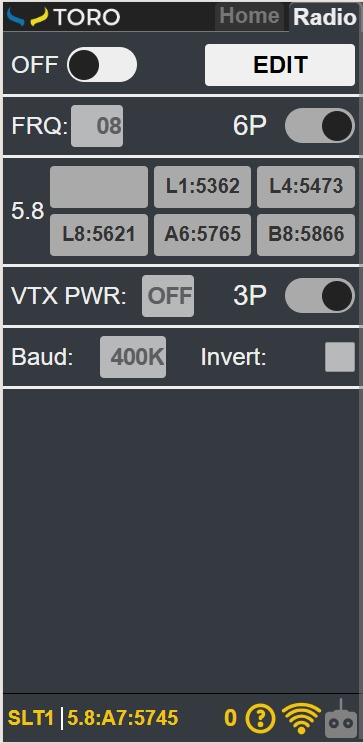 TORO Home Radio
OFF EDIT
FRQ: 08 6P
5.8
L1:5362 L4:5473
L8:5621 A6:5765 B8:5866
VTX PWR: OFF 3P
Baud: 400K Invert:
SLT1 5.8:A7:5745 0 ?